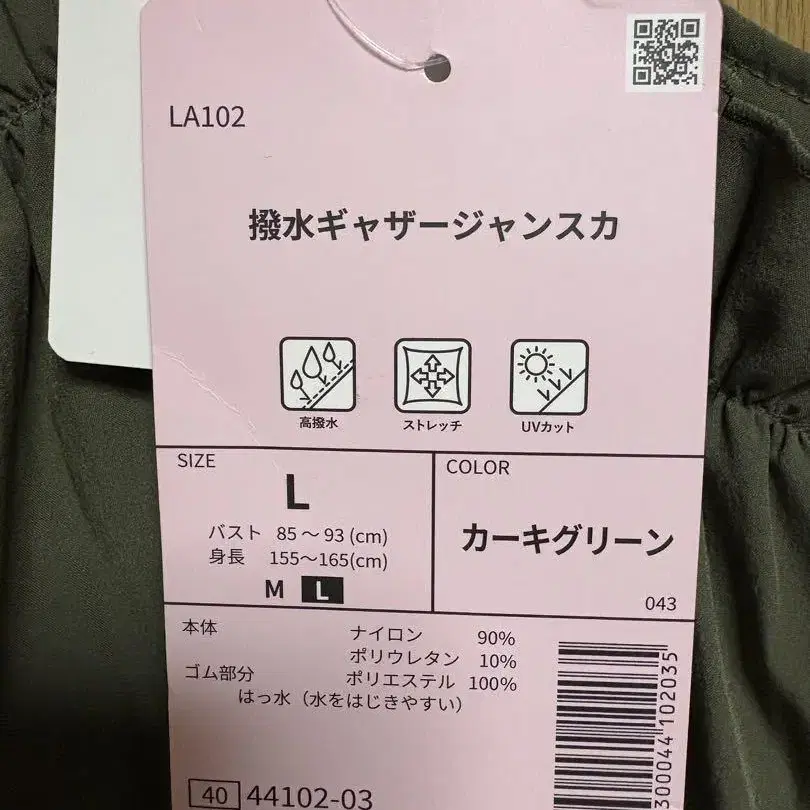 LA102
撥水ギャザージャンスカ
高撥水 ストレッチ UVカット
SIZE
L
バスト 85～93(cm)
身長 155～165(cm)
M L
COLOR
カーキグリーン
043
本体 ナイロン 90%
ポリウレタン 10%
ゴム部分 ポリエステル 100%
はっ水（水をはじきやすい）
40 44102-03
300044102035